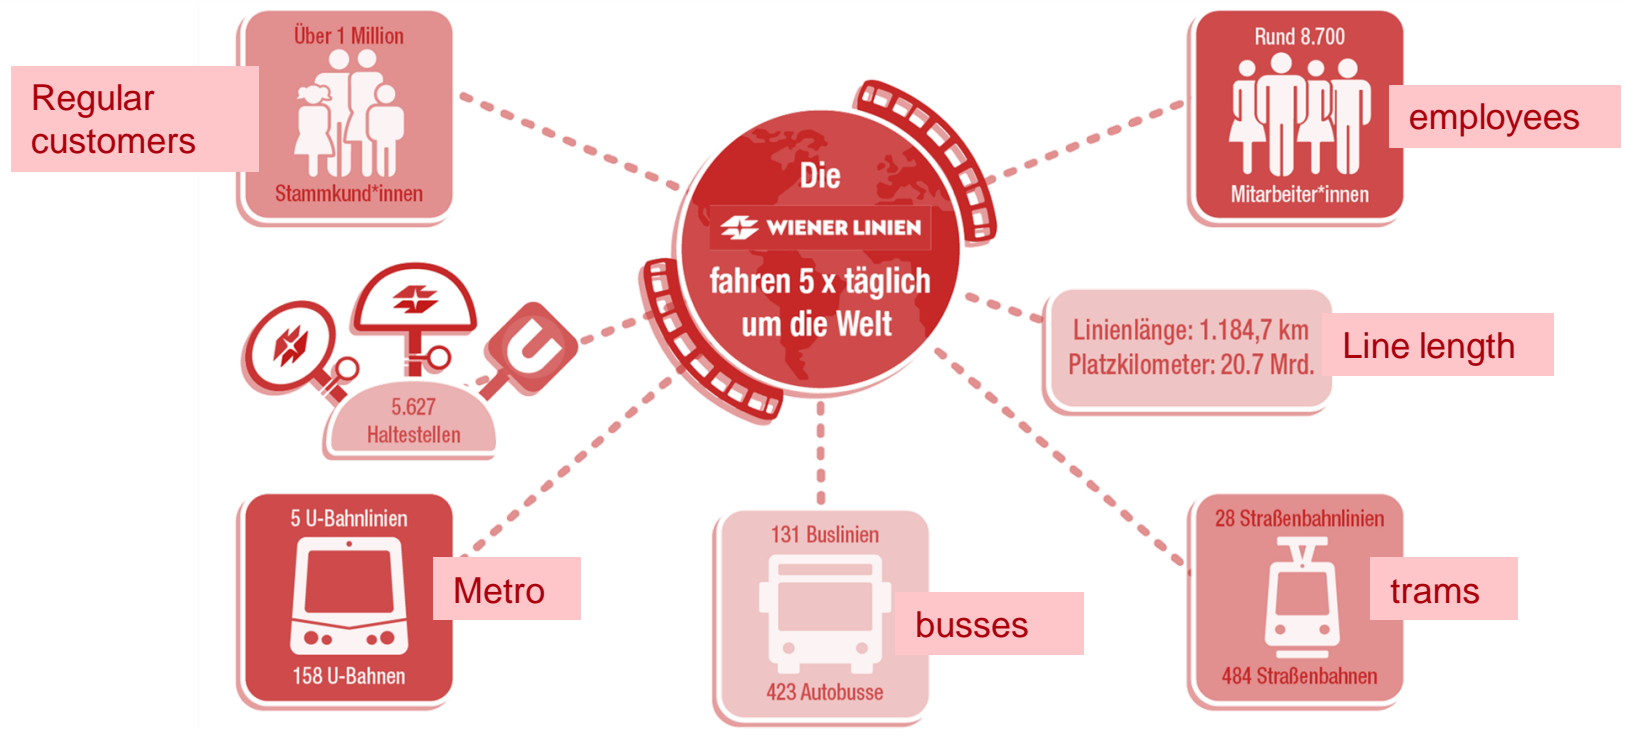 Über 1 Million
Regular
customers
Stammkund*innen
Rund 8.700
employees
Mitarbeiter*innen
Die
WIENER LINIEN
fahren 5 x täglich
um die Welt
Linienlänge: 1.184,7 km
Platzkilometer: 20.7 Mrd.
Line length
U
5.627
Haltestellen
5 U-Bahnlinien
Metro
158 U-Bahnen
131 Buslinien
busses
423 Autobusse
28 Straßenbahnlinien
trams
484 Straßenbahnen